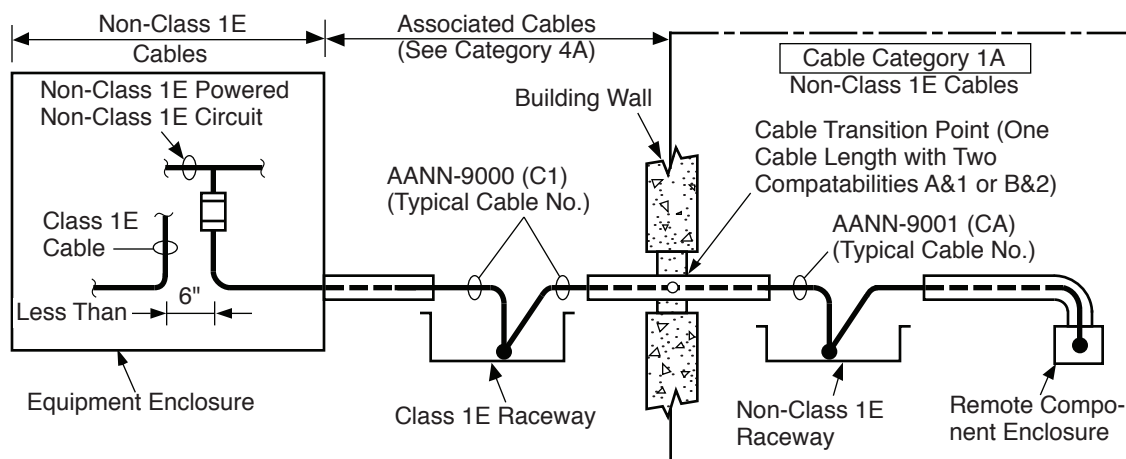 Non-Class 1E
Cables
Associated Cables
(See Category 4A)
Cable Category 1A
Non-Class 1E Cables
Non-Class 1E Powered
Non-Class 1E Circuit
Building Wall
Cable Transition Point (One
Cable Length with Two
Compatabilities A&1 or B&2)
AANN-9000 (C1)
(Typical Cable No.)
Class 1E
Cable
AANN-9001 (CA)
(Typical Cable No.)
6"
Less Than
Equipment Enclosure
Class 1E Raceway
Non-Class 1E
Raceway
Remote Compo-
nent Enclosure